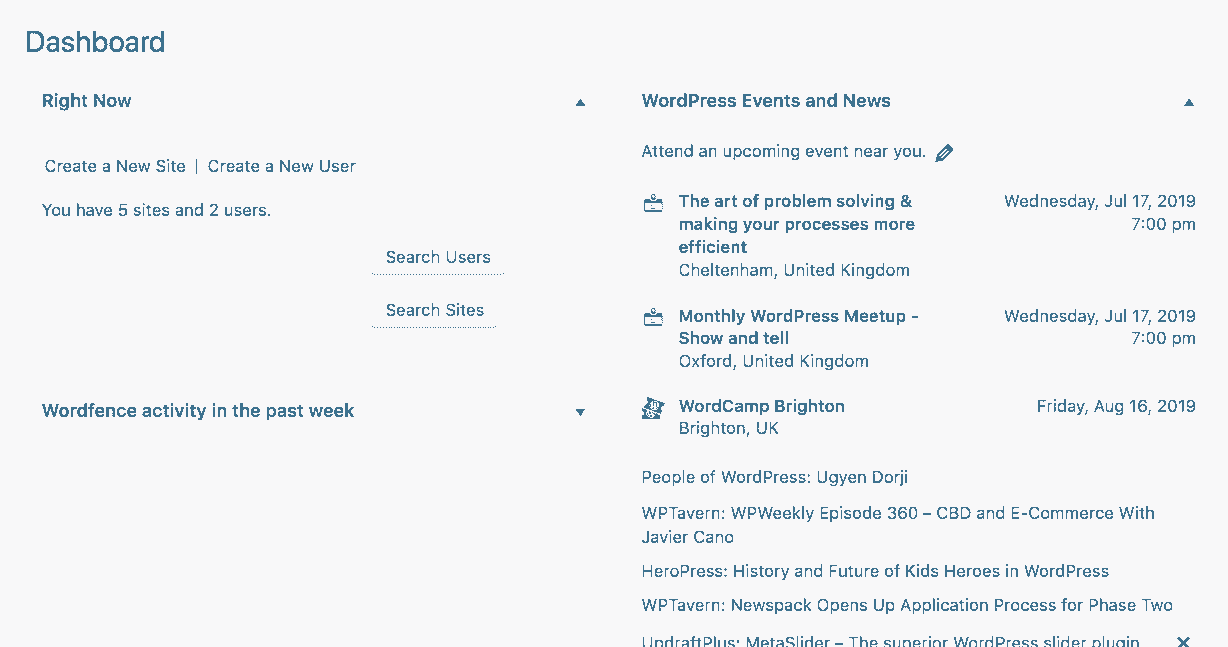 Dashboard
Right Now
Create a New Site | Create a New User
You have 5 sites and 2 users.
Search Users
Search Sites
Wordfence activity in the past week
WordPress Events and News
Attend an upcoming event near you.
The art of problem solving &
making your processes more
efficient
Cheltenham, United Kingdom
Wednesday, Jul 17, 2019
7:00 pm
Monthly WordPress Meetup -
Show and tell
Oxford, United Kingdom
Wednesday, Jul 17, 2019
7:00 pm
WordCamp Brighton
Brighton, UK
Friday, Aug 16, 2019
People of WordPress: Ugyen Dorji
WPTavern: WPWeekly Episode 360 – CBD and E-Commerce With
Javier Cano
HeroPress: History and Future of Kids Heroes in WordPress
WPTavern: Newspack Opens Up Application Process for Phase Two
UpdraftPlus: MetaSlider – The superior WordPress slider plugin